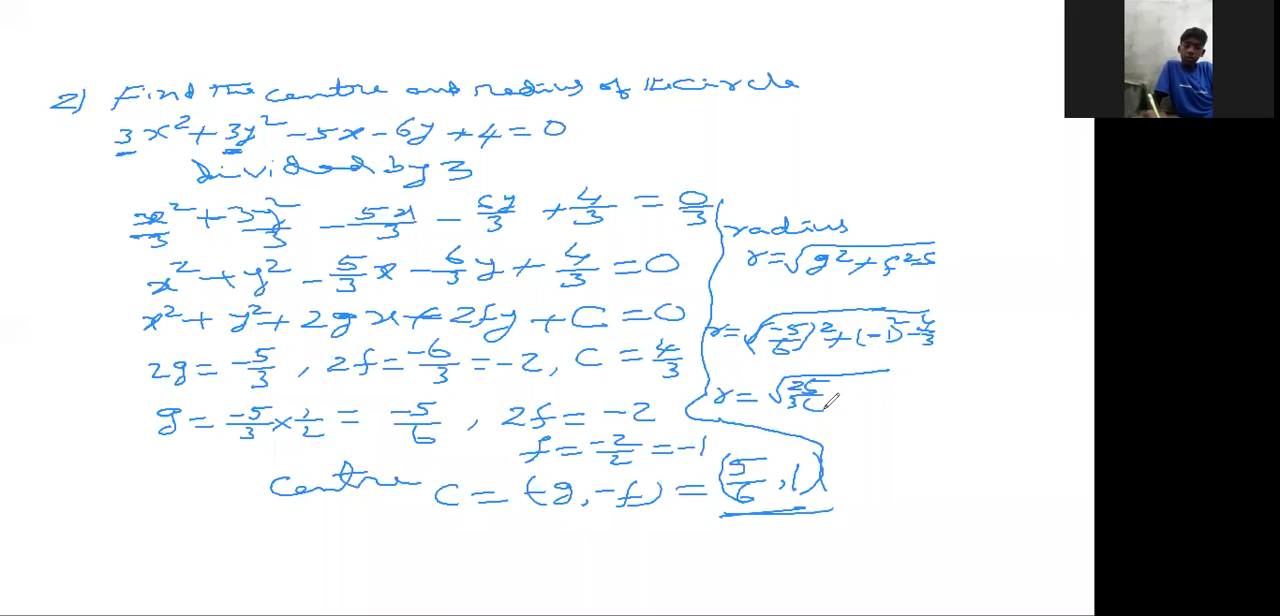 2) Find the centre and radius of the circle
3x² + 3y² - 5x - 6y + 4 = 0
Divided by 3
3x²/3 + 3y²/3 - 5x/3 - 6y/3 + 4/3 = 0/3
x² + y² - 5/3 x - 6/3 y + 4/3 = 0
x² + y² + 2gx + 2fy + C = 0
2g = -5/3 , 2f = -6/3 = -2, C = 4/3
g = -5/3 × 1/2 = -5/6 , 2f = -2
f = -2/2 = -1
Centre C = (-g, -f) = (5/6, 1)
radius
r = √g² + f² - c
r = √(-5/6)² + (-1)² - 4/3
r = √25/36